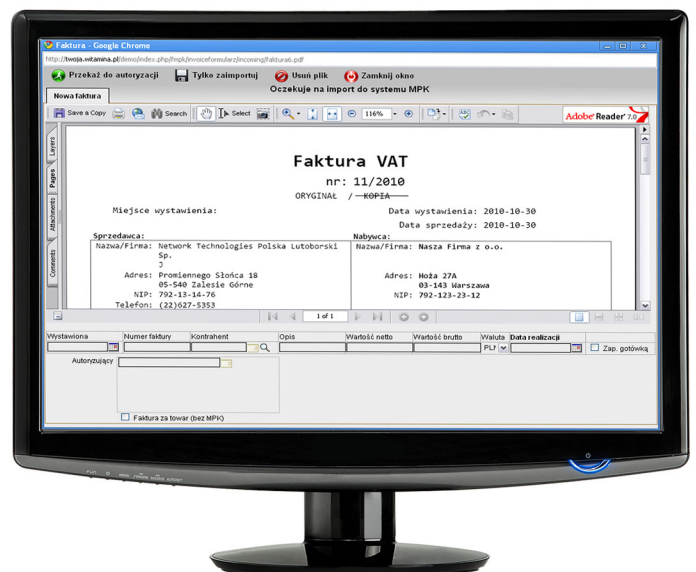 Faktura - Google Chrome
http://twoja.witamina.pl/demo/index.php/fmpk/invoiceformularz/incoming/faktura6.pdf
Przekaż do autoryzacji Tylko zaimportuj Usuń plik Zamknij okno
Oczekuje na import do systemu MPK
Nowa faktura
Save a Copy Search Select 116% Adobe Reader 7.0
Layers
Pages
Attachments
Comments
Faktura VAT
nr: 11/2010
ORYGINAŁ / KOPIA
Miejsce wystawienia: Data wystawienia: 2010-10-30
Data sprzedaży: 2010-10-30
Sprzedawca: Nabywca:
Nazwa/Firma: Network Technologies Polska Lutoborski Nazwa/Firma: Nasza Firma z o.o.
Sp.
J
Adres: Promiennego Słońca 18 Adres: Hoża 27A
05-540 Zalesie Górne 03-143 Warszawa
NIP: 792-13-14-76 NIP: 792-123-23-12
Telefon: (22)627-5353
1 of 1
Wystawiona Numer faktury Kontrahent Opis Wartość netto Wartość brutto Waluta Data realizacji
PLN Zap. gotówką
Autoryzujący
Faktura za towar (bez MPK)